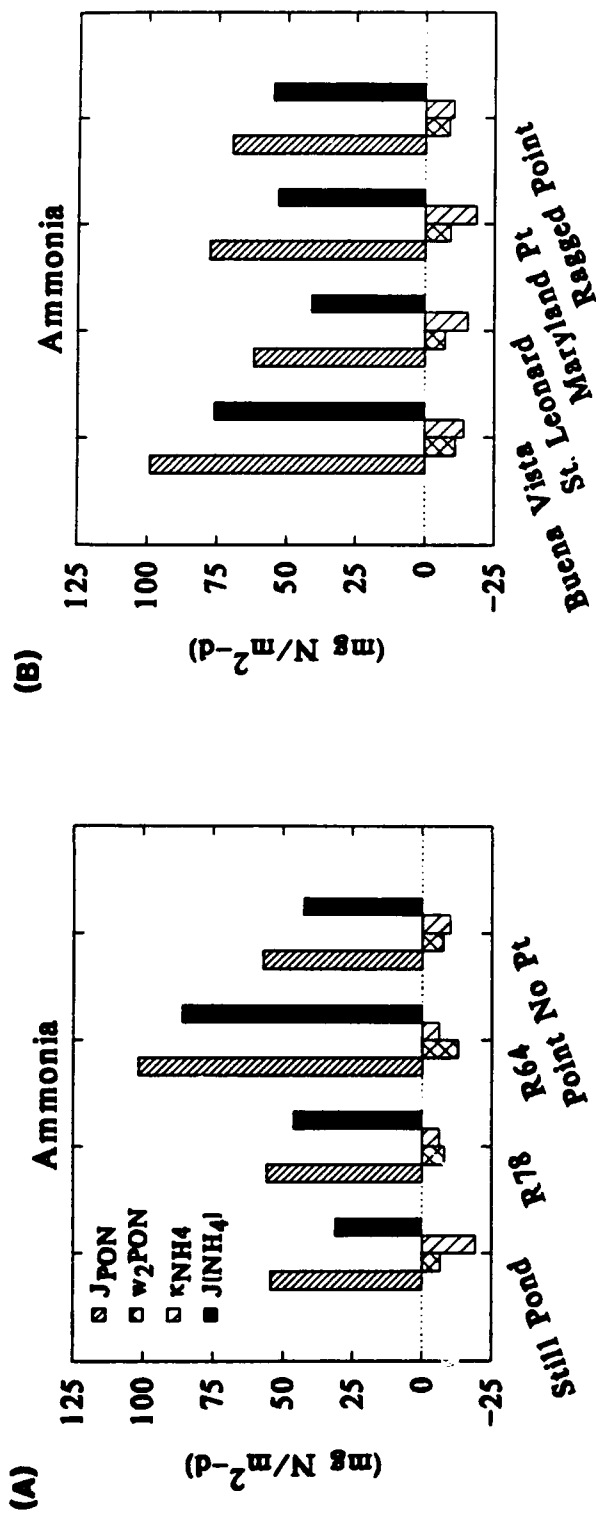 (A)
Ammonia
125
100
75
50
25
0
-25
(mg N/m²-d)
JPON
w₂PON
κNH4
J[NH₄]
Still Pond
R78
R64
Point No Pt
(B)
Ammonia
125
100
75
50
25
0
-25
(mg N/m²-d)
Buena Vista
St. Leonard
Maryland Pt
Ragged Point